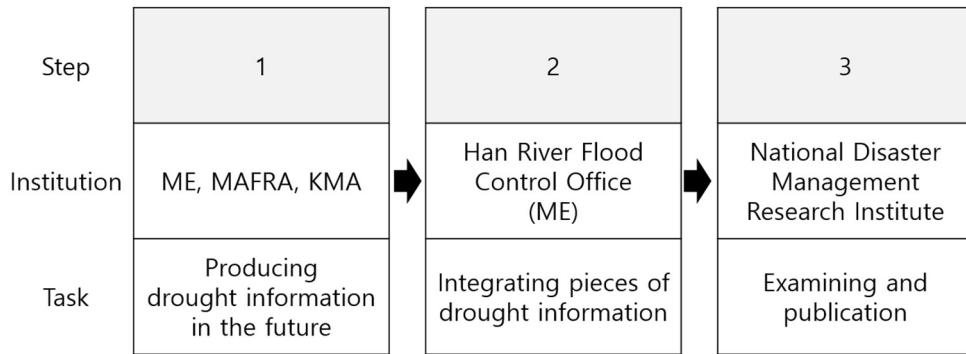 Step
1
2
3
Institution
ME, MAFRA, KMA
Han River Flood
Control Office
(ME)
National Disaster
Management
Research Institute
Task
Producing
drought information
in the future
Integrating pieces of
drought information
Examining and
publication